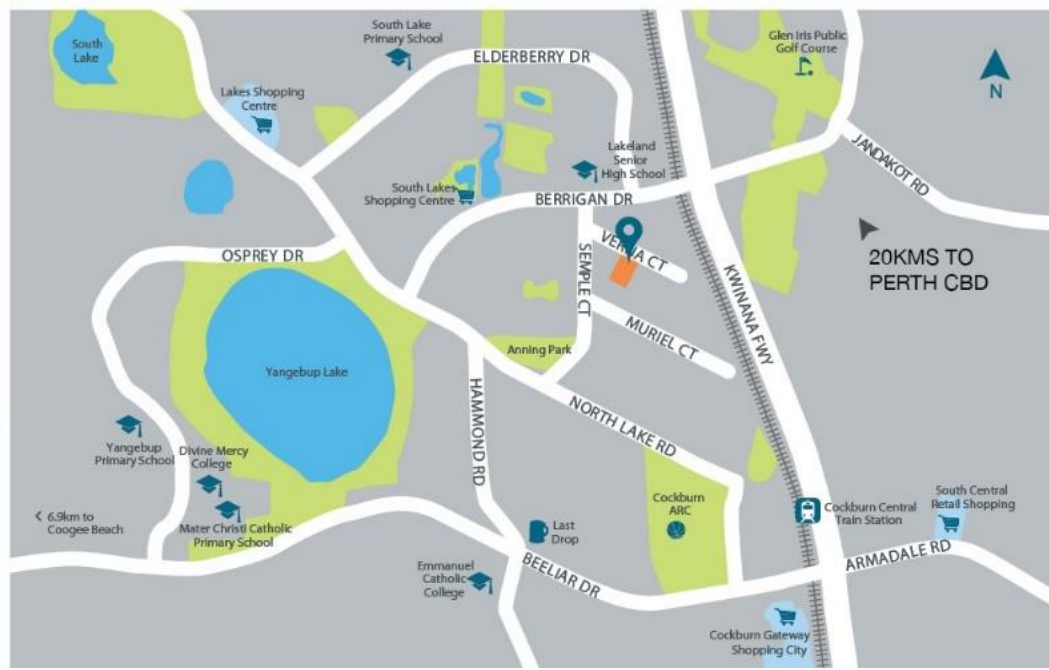 South Lake
Primary School
Glen Iris Public
Golf Course
South
Lake
ELDERBERRY DR
N
Lakes Shopping
Centre
Lakeland
Senior
High School
JANDAKOT RD
South Lakes
Shopping Centre
BERRIGAN DR
OSPREY DR
SEMPLE CT
CT
20KMS TO
PERTH CBD
KWINANA FWY
MURIEL CT
Anning Park
Yangebup Lake
HAMMOND RD
NORTH LAKE RD
Yangebup
Primary School
Divine Mercy
College
Cockburn
ARC
South Central
Retail Shopping
< 6.9km to
Coogee Beach
Mater Christi Catholic
Primary School
Cockburn Central
Train Station
Last
Drop
ARMADALE RD
Emmanuel
Catholic
College
BEELIAR DR
Cockburn Gateway
Shopping City